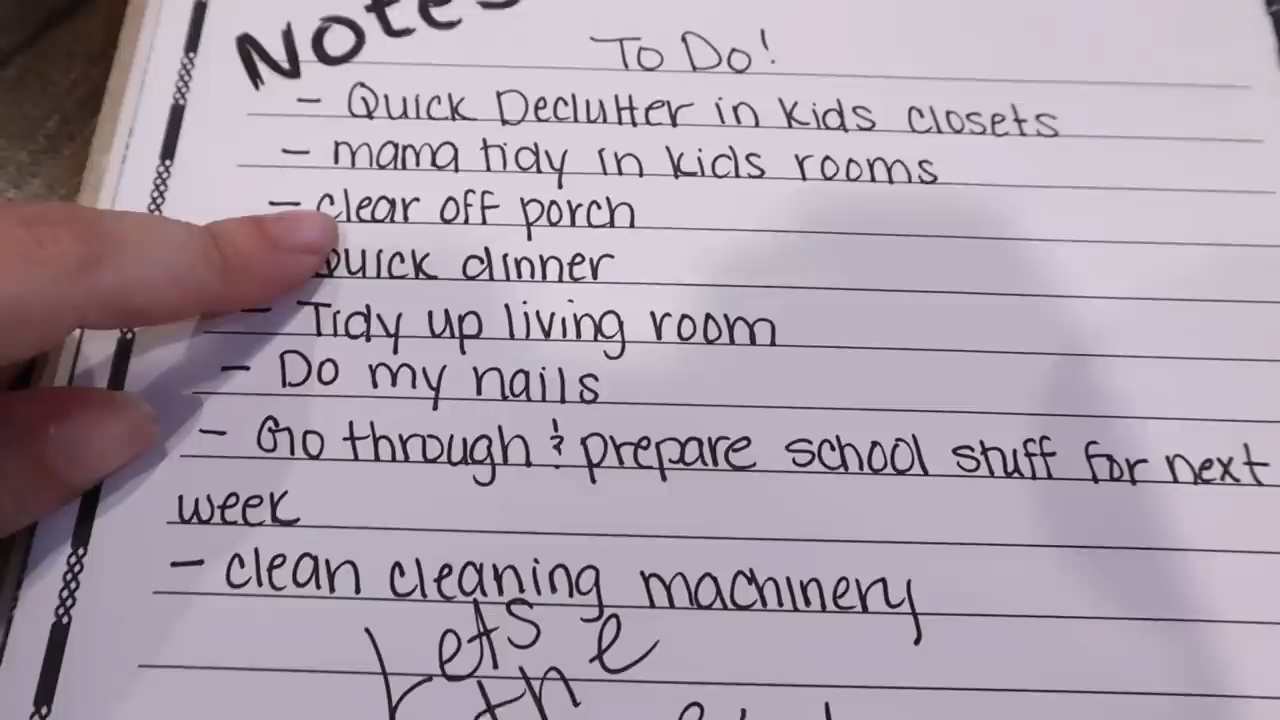 Notes
To Do!
- Quick Declutter in kids closets
- mama tidy in kids rooms
- clear off porch
Quick dinner
- Tidy up living room
- Do my nails
- Go through & prepare school stuff for next
week
- clean cleaning machinery
Lets